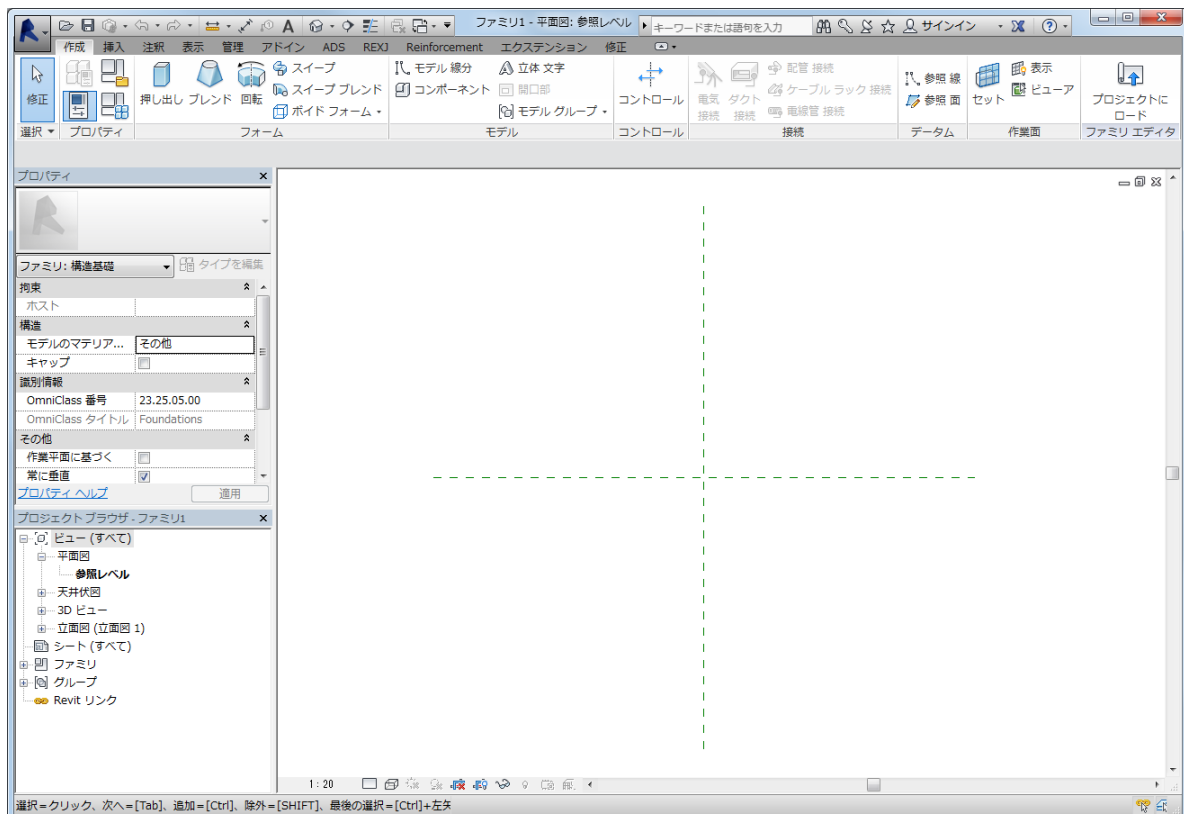 ファミリ1 - 平面図: 参照レベル
キーワードまたは語句を入力
サインイン
作成 挿入 注釈 表示 管理 アドイン ADS REXJ Reinforcement エクステンション 修正
修正
押し出し ブレンド 回転
スイープ
スイープ ブレンド
ボイド フォーム
モデル 線分
コンポーネント
立体 文字
開口部
モデル グループ
コントロール
電気 接続
ダクト 接続
配管 接続
ケーブル ラック 接続
電線管 接続
参照 線
参照 面
セット
表示
ビューア
プロジェクトに
ロード
選択 プロパティ フォーム モデル コントロール 接続 データム 作業面 ファミリ エディタ
プロパティ
ファミリ: 構造基礎
タイプを編集
拘束
ホスト
構造
モデルのマテリア... その他
キャップ
識別情報
OmniClass 番号 23.25.05.00
OmniClass タイトル Foundations
その他
作業平面に基づく
常に垂直
プロパティ ヘルプ 適用
プロジェクト ブラウザ - ファミリ1
ビュー (すべて)
平面図
参照レベル
天井伏図
3D ビュー
立面図 (立面図 1)
シート (すべて)
ファミリ
グループ
Revit リンク
1 : 20
選択=クリック、次へ=[Tab]、追加=[Ctrl]、除外=[SHIFT]、最後の選択=[Ctrl]+左矢